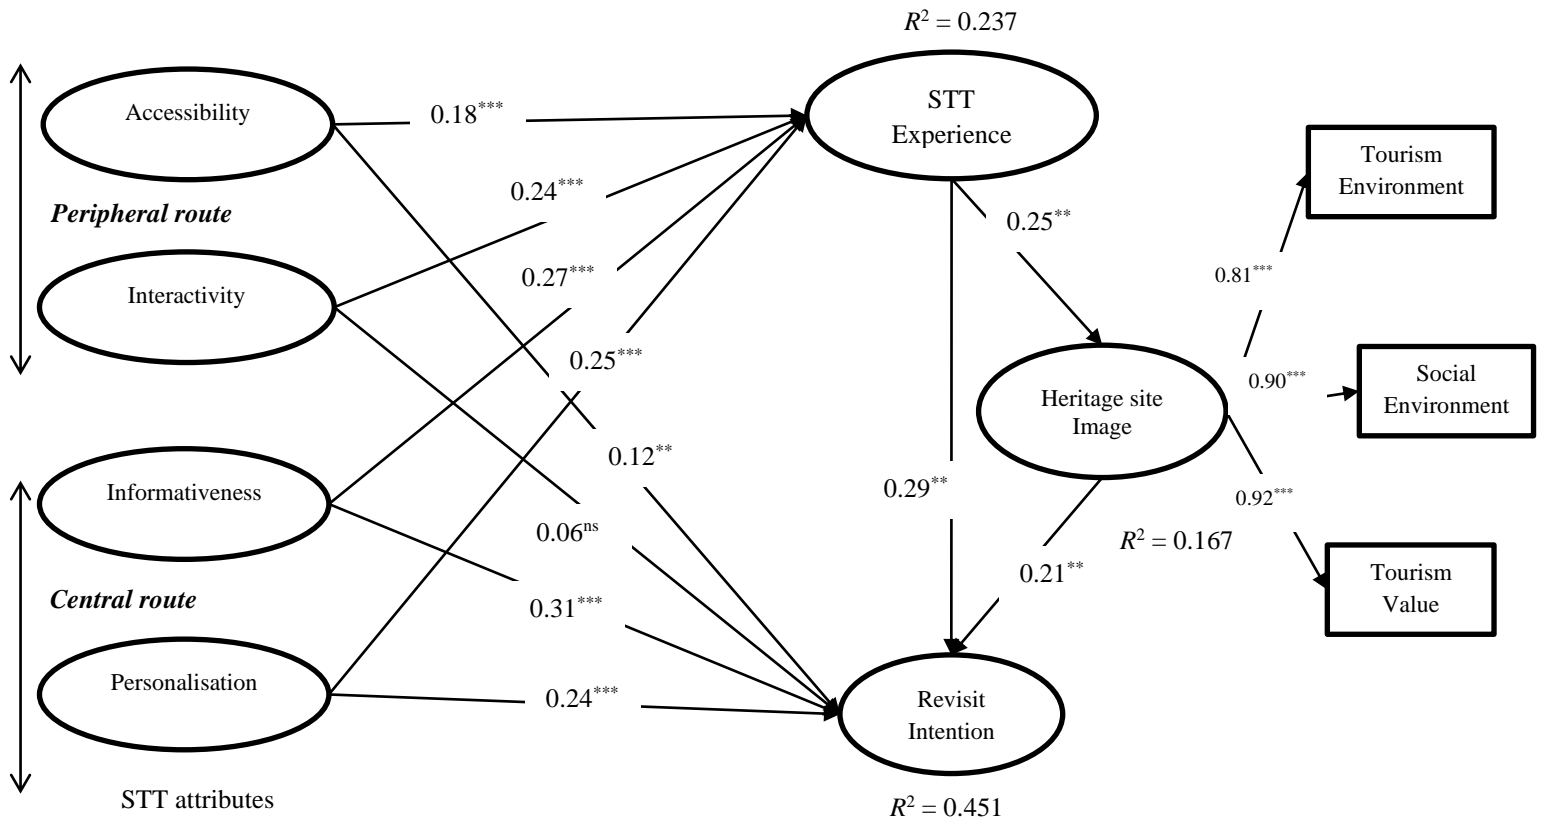 R² = 0.237
Accessibility
0.18***
STT
Experience
Tourism
Environment
0.24***
Peripheral route
0.25**
0.27***
0.81***
Interactivity
0.25***
0.90***
Social
Environment
Heritage site
Image
0.12**
Informativeness
0.29**
0.92***
0.06ns
R² = 0.167
0.21**
Tourism
Value
Central route
0.31***
Personalisation
0.24***
Revisit
Intention
STT attributes
R² = 0.451